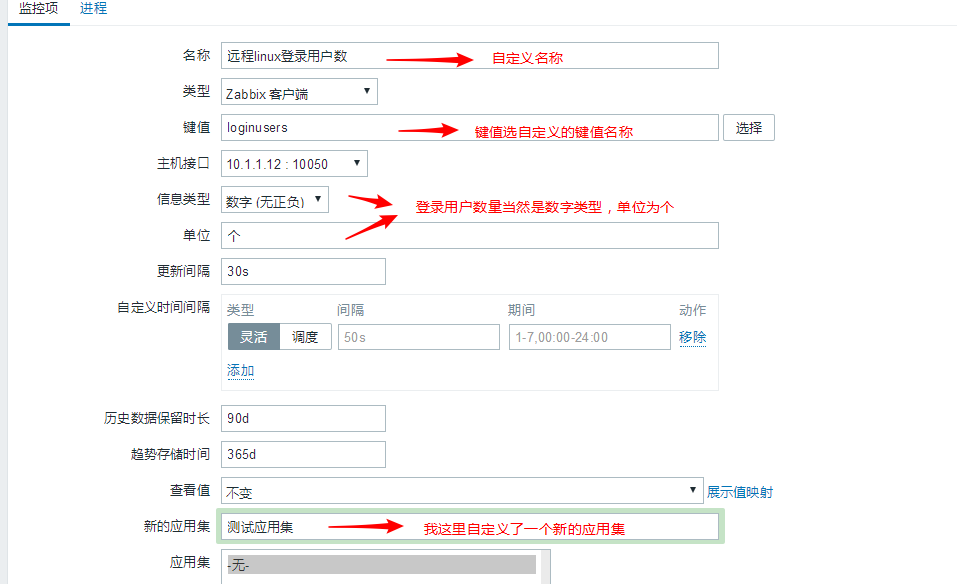 监控项 进程
名称 远程linux登录用户数 自定义名称
类型 Zabbix 客户端
键值 loginusers 键值选自定义的键值名称 选择
主机接口 10.1.1.12 : 10050
信息类型 数字 (无正负) 登录用户数量当然是数字类型，单位为个
单位 个
更新间隔 30s
自定义时间间隔 类型 间隔 期间 动作
灵活 调度 50s 1-7,00:00-24:00 移除
添加
历史数据保留时长 90d
趋势存储时间 365d
查看值 不变 展示值映射
新的应用集 测试应用集 我这里自定义了一个新的应用集
应用集 -无-